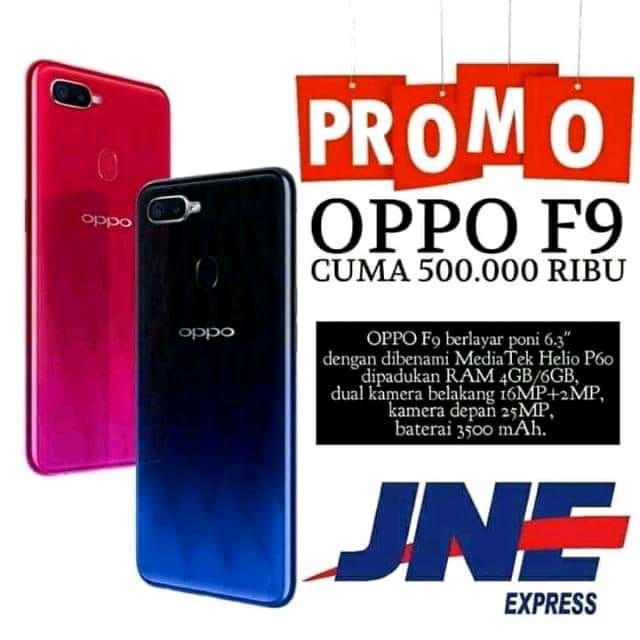 PROMO
OPPO F9
CUMA 500.000 RIBU
OPPO F9 berlayar poni 6.3"
dengan dibenami MediaTek Helio P60
dipadukan RAM 4GB/6GB,
dual kamera belakang 16MP+2MP,
kamera depan 25MP,
baterai 3500 mAh.
oppo
oppo
JNE
EXPRESS